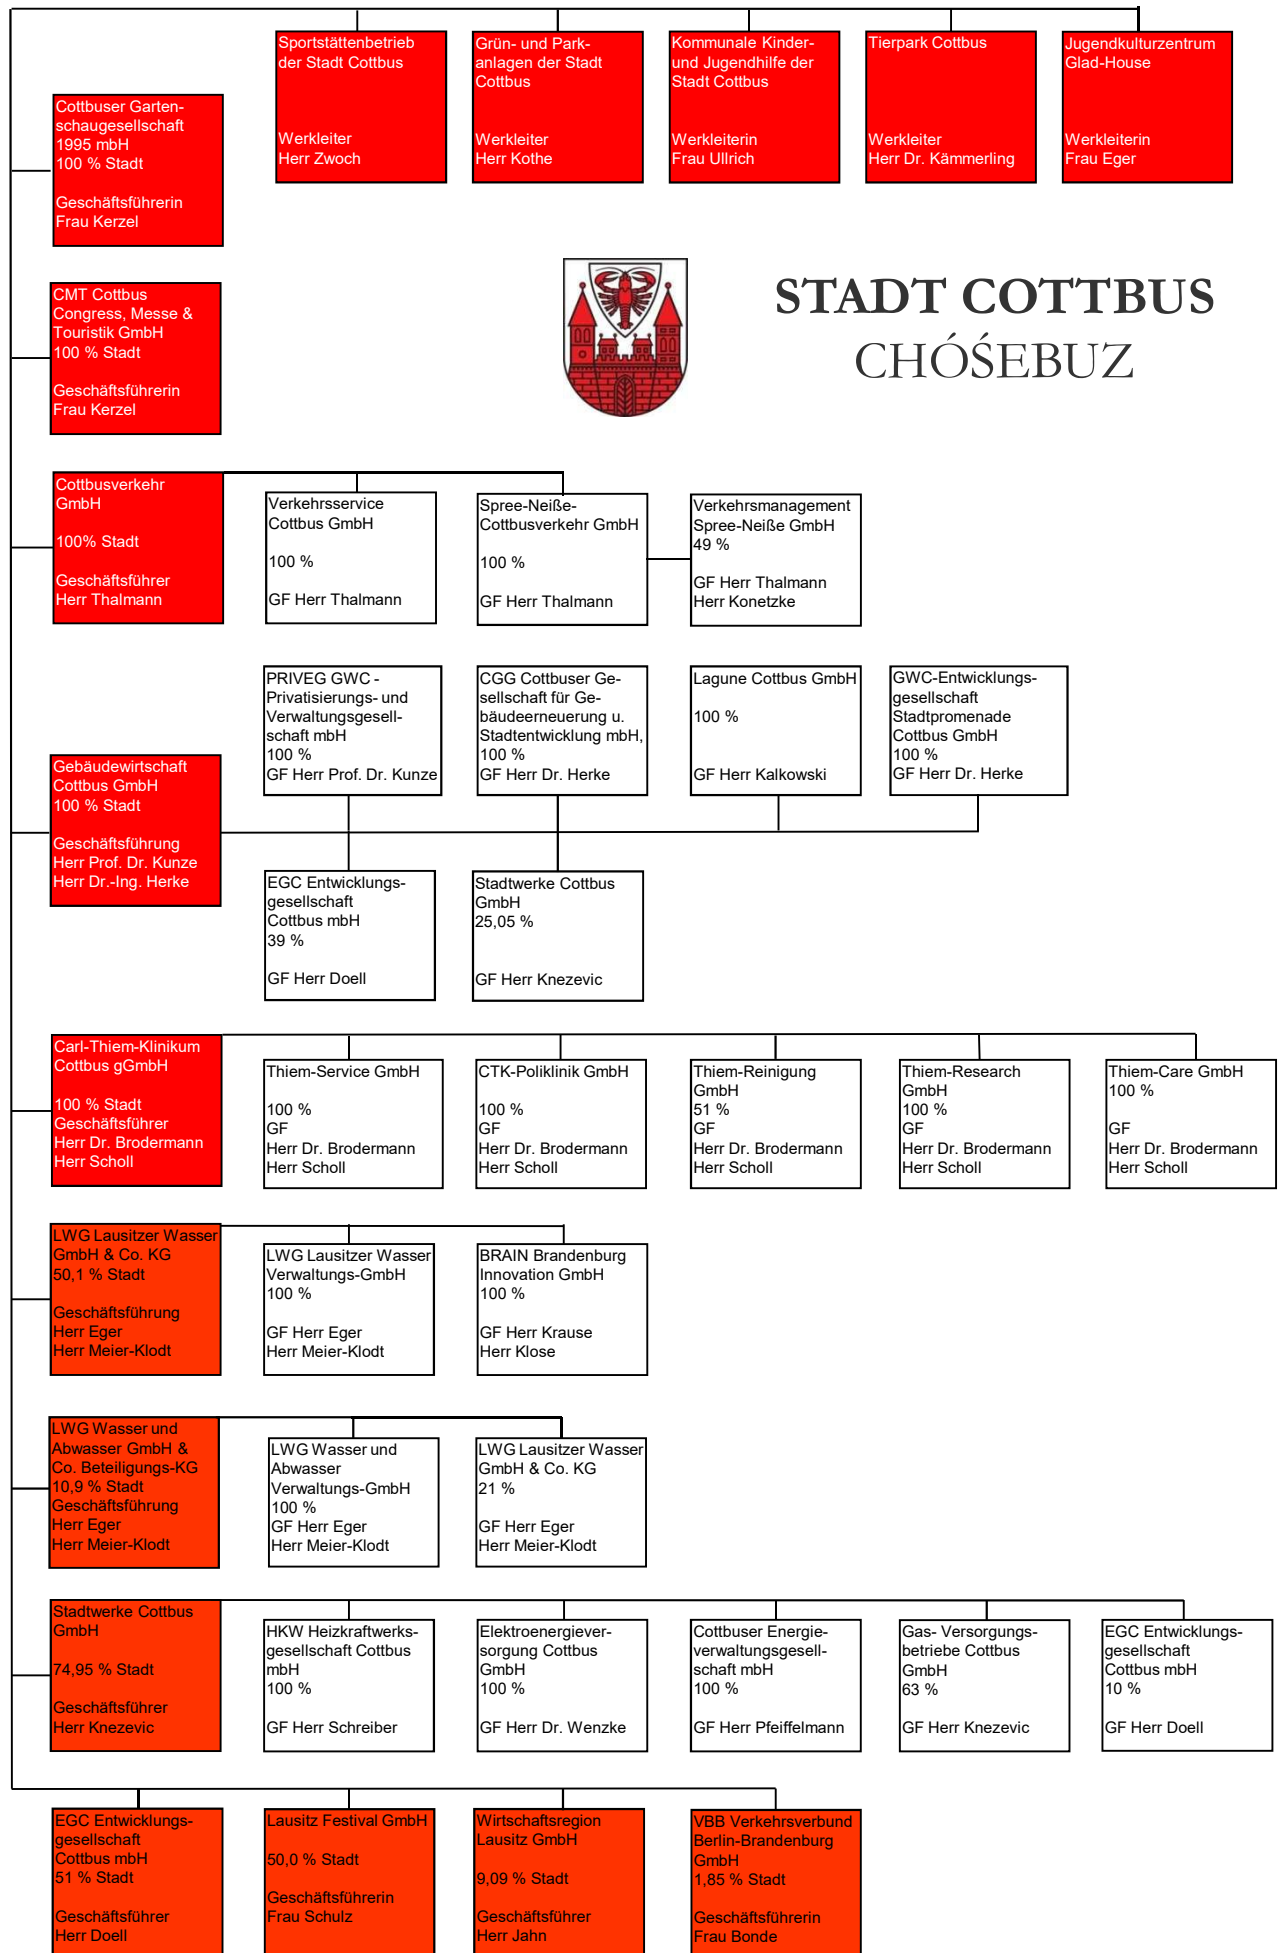 Sportstättenbetrieb
der Stadt Cottbus
Werkleiter
Herr Zwoch
Grün- und Park-
anlagen der Stadt
Cottbus
Werkleiter
Herr Kothe
Kommunale Kinder-
und Jugendhilfe der
Stadt Cottbus
Werkleiterin
Frau Ullrich
Tierpark Cottbus
Werkleiter
Herr Dr. Kämmerling
Jugendkulturzentrum
Glad-House
Werkleiterin
Frau Eger
Cottbuser Garten-
schaugesellschaft
1995 mbH
100 % Stadt
Geschäftsführerin
Frau Kerzel
STADT COTTBUS
CHÓŚEBUZ
CMT Cottbus
Congress, Messe &
Touristik GmbH
100 % Stadt
Geschäftsführerin
Frau Kerzel
Cottbusverkehr
GmbH
100% Stadt
Geschäftsführer
Herr Thalmann
Verkehrsservice
Cottbus GmbH
100 %
GF Herr Thalmann
Spree-Neiße-
Cottbusverkehr GmbH
100 %
GF Herr Thalmann
Verkehrsmanagement
Spree-Neiße GmbH
49 %
GF Herr Thalmann
Herr Konetzke
PRIVEG GWC -
Privatisierungs- und
Verwaltungsgesell-
schaft mbH
100 %
GF Herr Prof. Dr. Kunze
CGG Cottbuser Ge-
sellschaft für Ge-
bäudeerneuerung u.
Stadtentwicklung mbH,
100 %
GF Herr Dr. Herke
Lagune Cottbus GmbH
100 %
GF Herr Kalkowski
GWC-Entwicklungs-
gesellschaft
Stadtpromenade
Cottbus GmbH
100 %
GF Herr Dr. Herke
Gebäudewirtschaft
Cottbus GmbH
100 % Stadt
Geschäftsführung
Herr Prof. Dr. Kunze
Herr Dr.-Ing. Herke
EGC Entwicklungs-
gesellschaft
Cottbus mbH
39 %
GF Herr Doell
Stadtwerke Cottbus
GmbH
25,05 %
GF Herr Knezevic
Carl-Thiem-Klinikum
Cottbus gGmbH
100 % Stadt
Geschäftsführer
Herr Dr. Brodermann
Herr Scholl
Thiem-Service GmbH
100 %
GF
Herr Dr. Brodermann
Herr Scholl
CTK-Poliklinik GmbH
100 %
GF
Herr Dr. Brodermann
Herr Scholl
Thiem-Reinigung
GmbH
51 %
GF
Herr Dr. Brodermann
Herr Scholl
Thiem-Research
GmbH
100 %
GF
Herr Dr. Brodermann
Herr Scholl
Thiem-Care GmbH
100 %
GF
Herr Dr. Brodermann
Herr Scholl
LWG Lausitzer Wasser
GmbH & Co. KG
50,1 % Stadt
Geschäftsführung
Herr Eger
Herr Meier-Klodt
LWG Lausitzer Wasser
Verwaltungs-GmbH
100 %
GF Herr Eger
Herr Meier-Klodt
BRAIN Brandenburg
Innovation GmbH
100 %
GF Herr Krause
Herr Klose
LWG Wasser und
Abwasser GmbH &
Co. Beteiligungs-KG
10,9 % Stadt
Geschäftsführung
Herr Eger
Herr Meier-Klodt
LWG Wasser und
Abwasser
Verwaltungs-GmbH
100 %
GF Herr Eger
Herr Meier-Klodt
LWG Lausitzer Wasser
GmbH & Co. KG
21 %
GF Herr Eger
Herr Meier-Klodt
Stadtwerke Cottbus
GmbH
74,95 % Stadt
Geschäftsführer
Herr Knezevic
HKW Heizkraftwerks-
gesellschaft Cottbus
mbH
100 %
GF Herr Schreiber
Elektroenergiever-
sorgung Cottbus
GmbH
100 %
GF Herr Dr. Wenzke
Cottbuser Energie-
verwaltungsgesell-
schaft mbH
100 %
GF Herr Pfeiffelmann
Gas- Versorgungs-
betriebe Cottbus
GmbH
63 %
GF Herr Knezevic
EGC Entwicklungs-
gesellschaft
Cottbus mbH
10 %
GF Herr Doell
EGC Entwicklungs-
gesellschaft
Cottbus mbH
51 % Stadt
Geschäftsführer
Herr Doell
Lausitz Festival GmbH
50,0 % Stadt
Geschäftsführerin
Frau Schulz
Wirtschaftsregion
Lausitz GmbH
9,09 % Stadt
Geschäftsführer
Herr Jahn
VBB Verkehrsverbund
Berlin-Brandenburg
GmbH
1,85 % Stadt
Geschäftsführerin
Frau Bonde